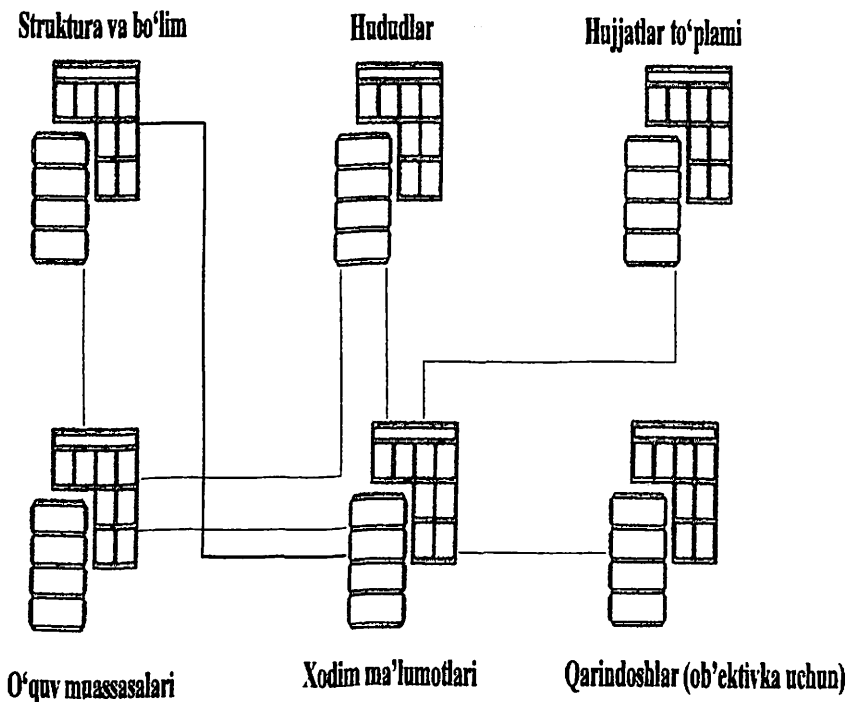 Struktura va bo‘lim
Hududlar
Hujjatlar to‘plami
O‘quv muassasalari
Xodim ma’lumotlari
Qarindoshlar (ob’ektivka uchun)